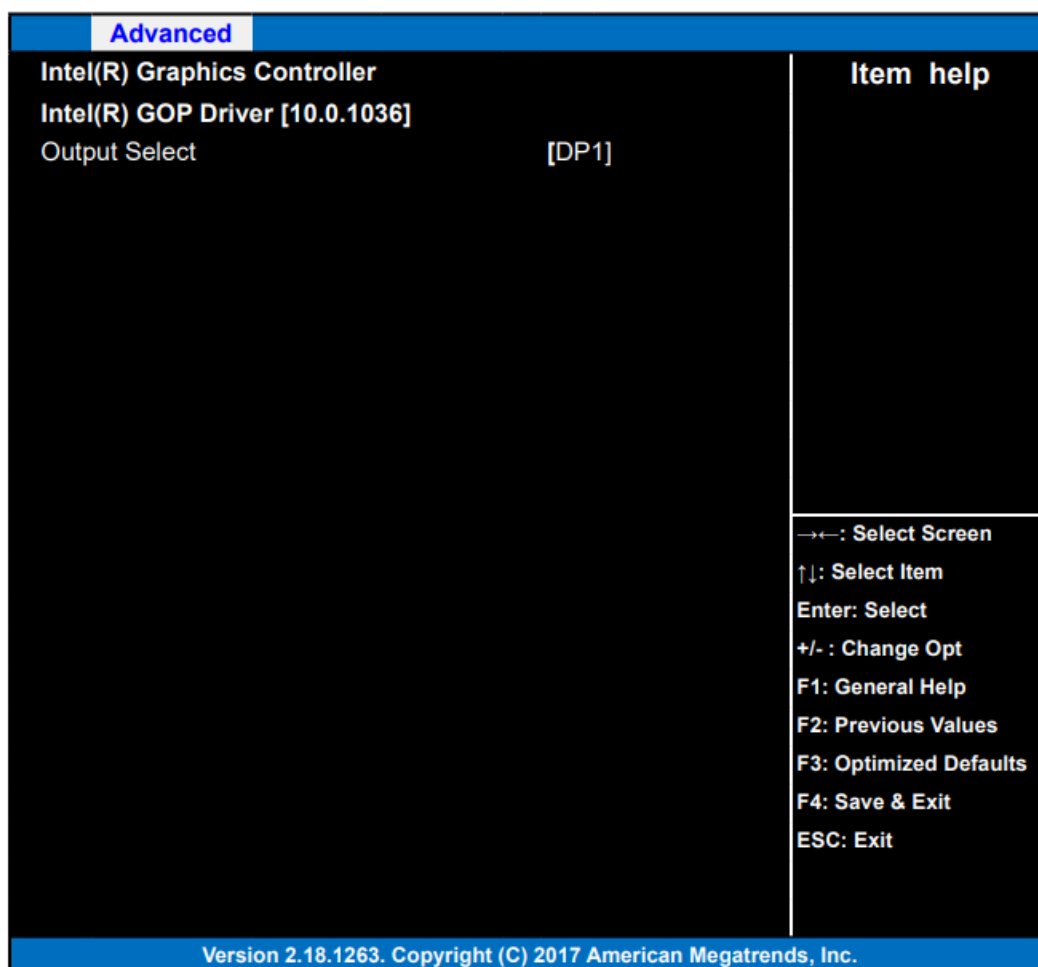 Advanced
Intel(R) Graphics Controller
Intel(R) GOP Driver [10.0.1036]
Output Select [DP1]
Item help
→←: Select Screen
↑↓: Select Item
Enter: Select
+/- : Change Opt
F1: General Help
F2: Previous Values
F3: Optimized Defaults
F4: Save & Exit
ESC: Exit
Version 2.18.1263. Copyright (C) 2017 American Megatrends, Inc.